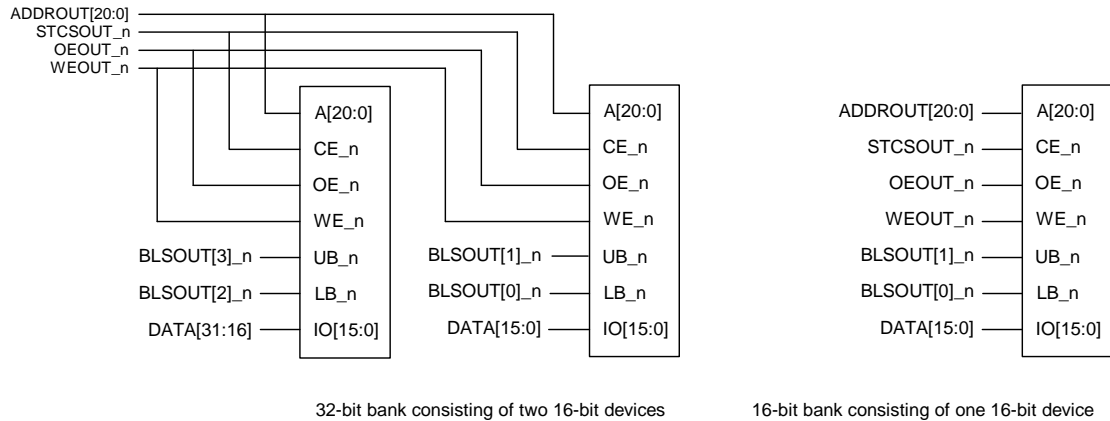 ADDROUT[20:0]
STCSOUT_n
OEOUT_n
WEOUT_n
A[20:0]
CE_n
OE_n
WE_n
BLSOUT[3]_n UB_n
BLSOUT[2]_n LB_n
DATA[31:16] IO[15:0]
A[20:0]
CE_n
OE_n
WE_n
BLSOUT[1]_n UB_n
BLSOUT[0]_n LB_n
DATA[15:0] IO[15:0]
32-bit bank consisting of two 16-bit devices
ADDROUT[20:0] A[20:0]
STCSOUT_n CE_n
OEOUT_n OE_n
WEOUT_n WE_n
BLSOUT[1]_n UB_n
BLSOUT[0]_n LB_n
DATA[15:0] IO[15:0]
16-bit bank consisting of one 16-bit device